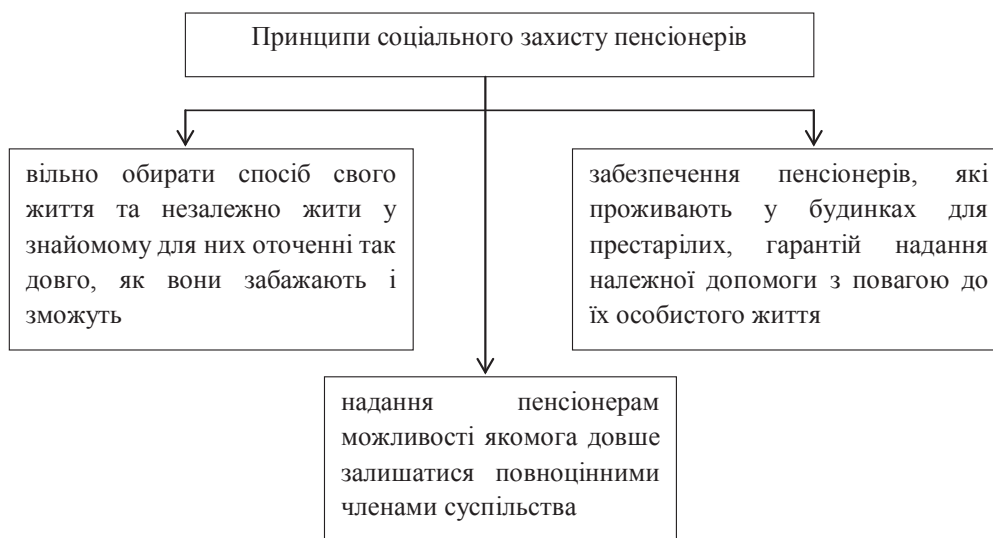 Принципи соціального захисту пенсіонерів
вільно обирати спосіб свого
життя та незалежно жити у
знайомому для них оточенні так
довго, як вони забажають і
зможуть
забезпечення пенсіонерів, які
проживають у будинках для
престарілих, гарантій надання
належної допомоги з повагою до
їх особистого життя
надання пенсіонерам
можливості якомога довше
залишатися повноцінними
членами суспільства